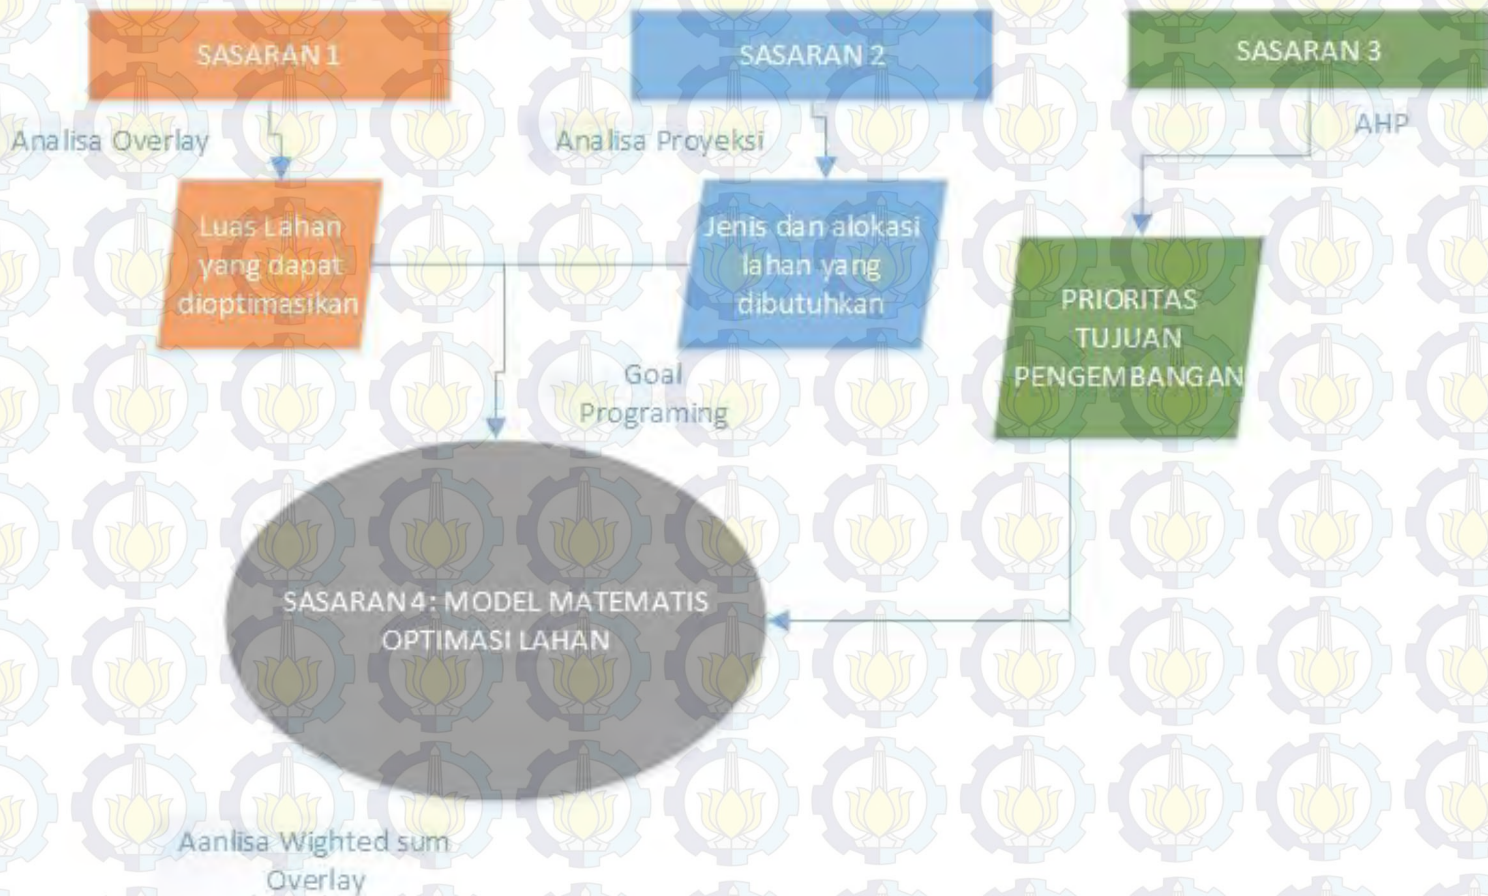 SASARAN 1
SASARAN 2
SASARAN 3
Analisa Overlay
Analisa Proyeksi
AHP
Luas Lahan
yang dapat
dioptimasikan
Jenis dan alokasi
lahan yang
dibutuhkan
PRIORITAS
TUJUAN
PENGEMBANGAN
Goal
Programing
SASARAN 4 : MODEL MATEMATIS
OPTIMASI LAHAN
Aanlisa Wighted sum
Overlay